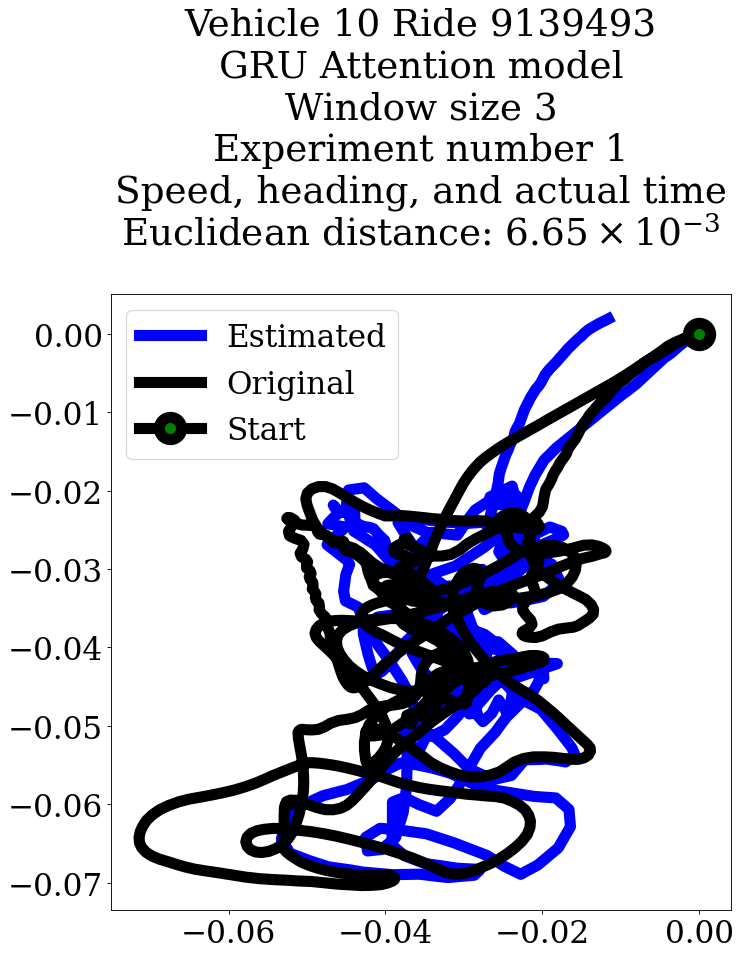 Vehicle 10 Ride 9139493
GRU Attention model
Window size 3
Experiment number 1
Speed, heading, and actual time
Euclidean distance: 6.65 × 10⁻³
Estimated
Original
Start
0.00
−0.01
−0.02
−0.03
−0.04
−0.05
−0.06
−0.07
−0.06
−0.04
−0.02
0.00